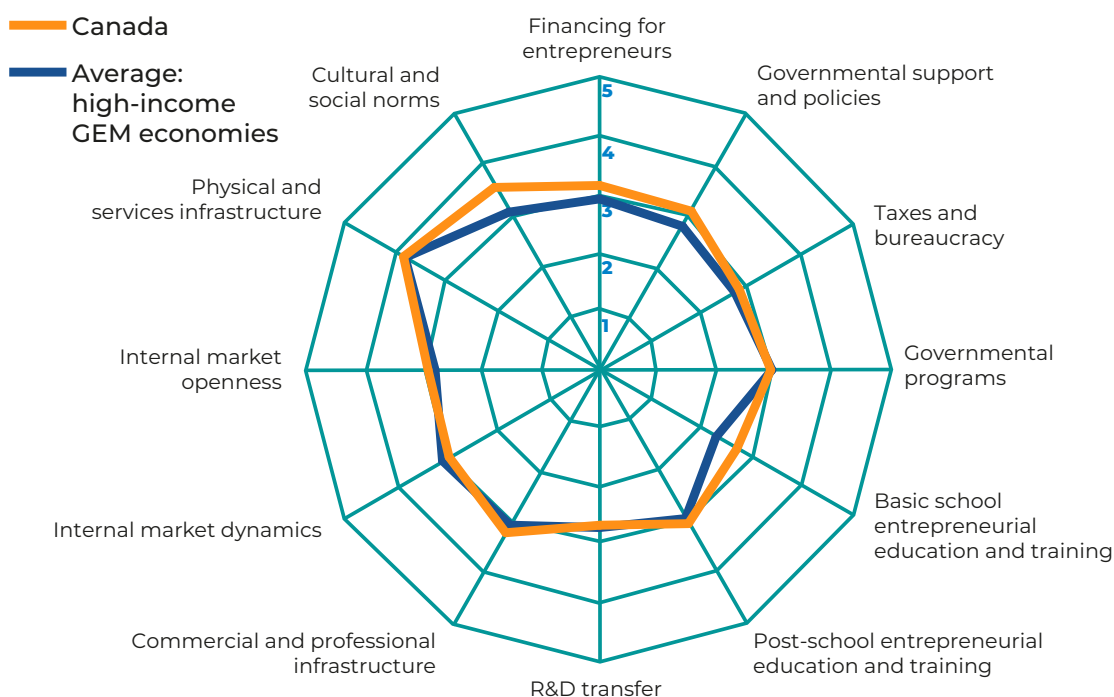 Canada
Average:
high-income
GEM economies
Financing for
entrepreneurs
Governmental support
and policies
Taxes and
bureaucracy
Governmental
programs
Basic school
entrepreneurial
education and training
Post-school entrepreneurial
education and training
R&D transfer
Commercial and professional
infrastructure
Internal market dynamics
Internal market
openness
Physical and
services infrastructure
Cultural and
social norms
5
4
3
2
1